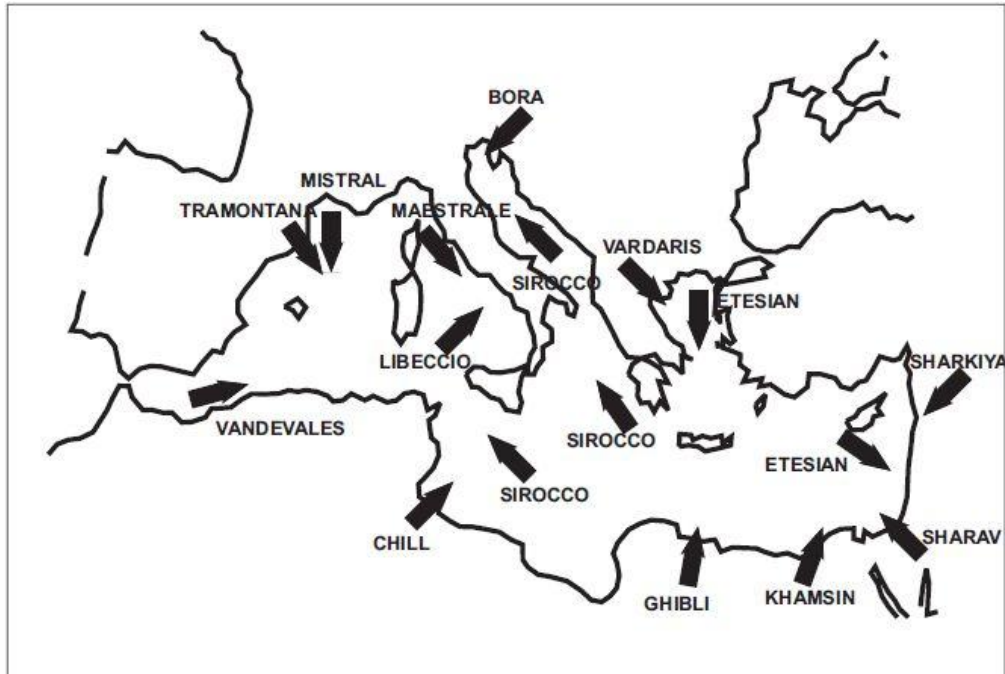 BORA
MISTRAL
TRAMONTANA
MAESTRALE
VARDARIS
SIROCCO
ETESIAN
LIBECCIO
SHARKIYA
VANDEVALES
SIROCCO
ETESIAN
SIROCCO
CHILL
SHARAV
GHIBLI
KHAMSIN